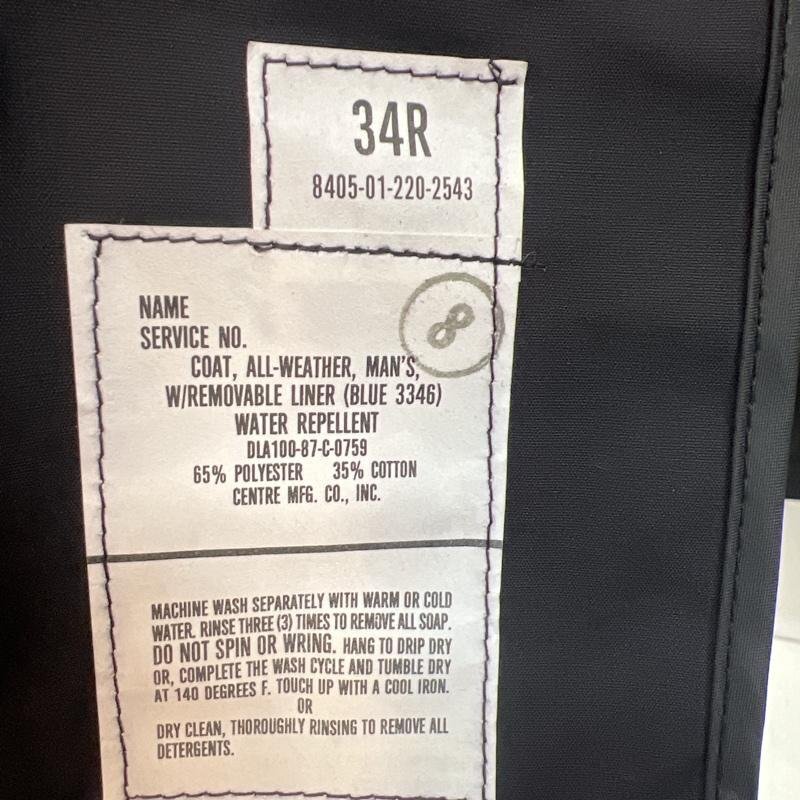 34R
8405-01-220-2543
8
NAME
SERVICE NO.
COAT, ALL-WEATHER, MAN'S,
W/REMOVABLE LINER (BLUE 3346)
WATER REPELLENT
DLA100-87-C-0759
65% POLYESTER 35% COTTON
CENTRE MFG. CO., INC.
MACHINE WASH SEPARATELY WITH WARM OR COLD
WATER. RINSE THREE (3) TIMES TO REMOVE ALL SOAP.
DO NOT SPIN OR WRING. HANG TO DRIP DRY
OR, COMPLETE THE WASH CYCLE AND TUMBLE DRY
AT 140 DEGREES F. TOUCH UP WITH A COOL IRON.
OR
DRY CLEAN, THOROUGHLY RINSING TO REMOVE ALL
DETERGENTS.